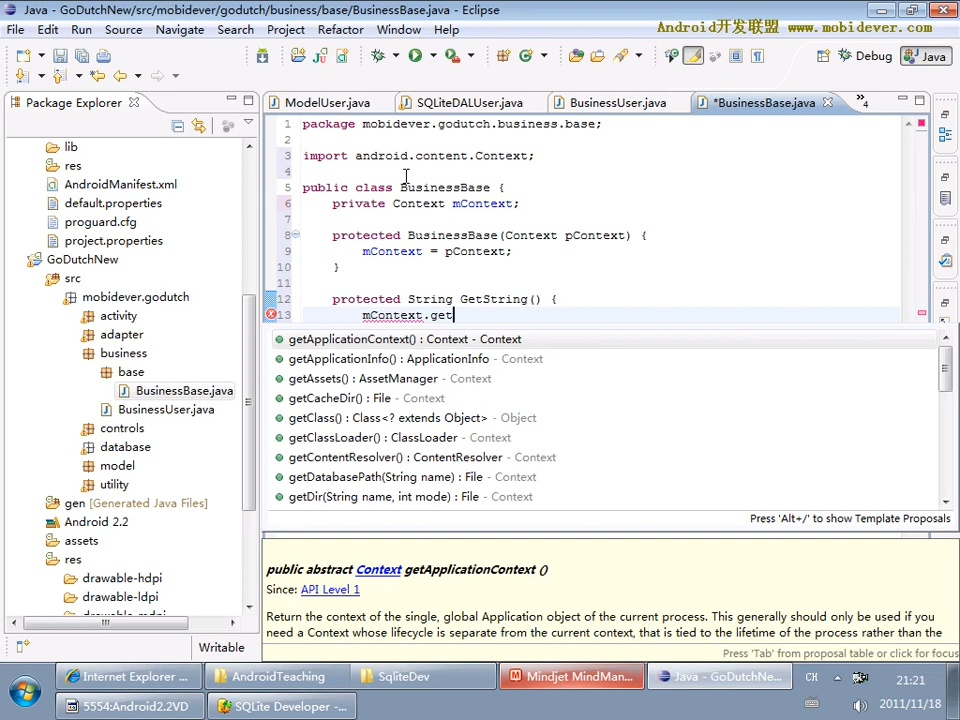 Java - GoDutchNew/src/mobidever/godutch/business/base/BusinessBase.java - Eclipse
File Edit Run Source Navigate Search Project Refactor Window Help
Android开发联盟 www.mobidever.com
Debug Java
Package Explorer
ModelUser.java SQLiteDALUser.java BusinessUser.java *BusinessBase.java »4
lib
res
AndroidManifest.xml
default.properties
proguard.cfg
project.properties
GoDutchNew
src
mobidever.godutch
activity
adapter
business
base
BusinessBase.java
BusinessUser.java
controls
database
model
utility
gen [Generated Java Files]
Android 2.2
assets
res
drawable-hdpi
drawable-ldpi
1 package mobidever.godutch.business.base;
2
3 import android.content.Context;
4
5 public class BusinessBase {
6 private Context mContext;
7
8 protected BusinessBase(Context pContext) {
9 mContext = pContext;
10 }
11
12 protected String GetString() {
13 mContext.get
getApplicationContext() : Context - Context
getApplicationInfo() : ApplicationInfo - Context
getAssets() : AssetManager - Context
getCacheDir() : File - Context
getClass() : Class<? extends Object> - Object
getClassLoader() : ClassLoader - Context
getContentResolver() : ContentResolver - Context
getDatabasePath(String name) : File - Context
getDir(String name, int mode) : File - Context
Press 'Alt+/' to show Template Proposals
public abstract Context getApplicationContext ()
Since: API Level 1
Return the context of the single, global Application object of the current process. This generally should only be used if you
need a Context whose lifecycle is separate from the current context, that is tied to the lifetime of the process rather than the
Press 'Tab' from proposal table or click for focus
Writable
Internet Explorer ... AndroidTeaching SqliteDev Mindjet MindMan... Java - GoDutchNe... CH 21:21
5554:Android2.2VD SQLite Developer - ... 2011/11/18